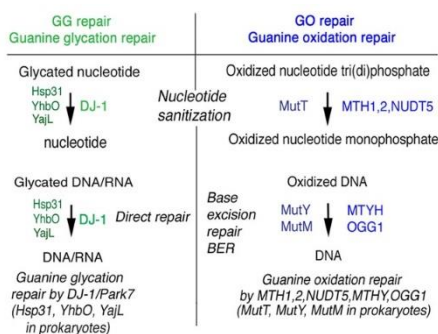 GG repair
Guanine glycation repair
Glycated nucleotide
Hsp31
YhbO
YajL
DJ-1
nucleotide
Glycated DNA/RNA
Hsp31
YhbO
YajL
DJ-1
DNA/RNA
Guanine glycation
repair by DJ-1/Park7
(Hsp31, YhbO, YajL
in prokaryotes)
Nucleotide
sanitization
Direct repair
Base
excision
repair
BER
GO repair
Guanine oxidation repair
Oxidized nucleotide tri(di)phosphate
MutT
MTH1,2,NUDT5
Oxidized nucleotide monophosphate
Oxidized DNA
MutY
MutM
MTYH
OGG1
DNA
Guanine oxidation repair
by MTH1,2,NUDT5,MTHY,OGG1
(MutT, MutY, MutM in prokaryotes)